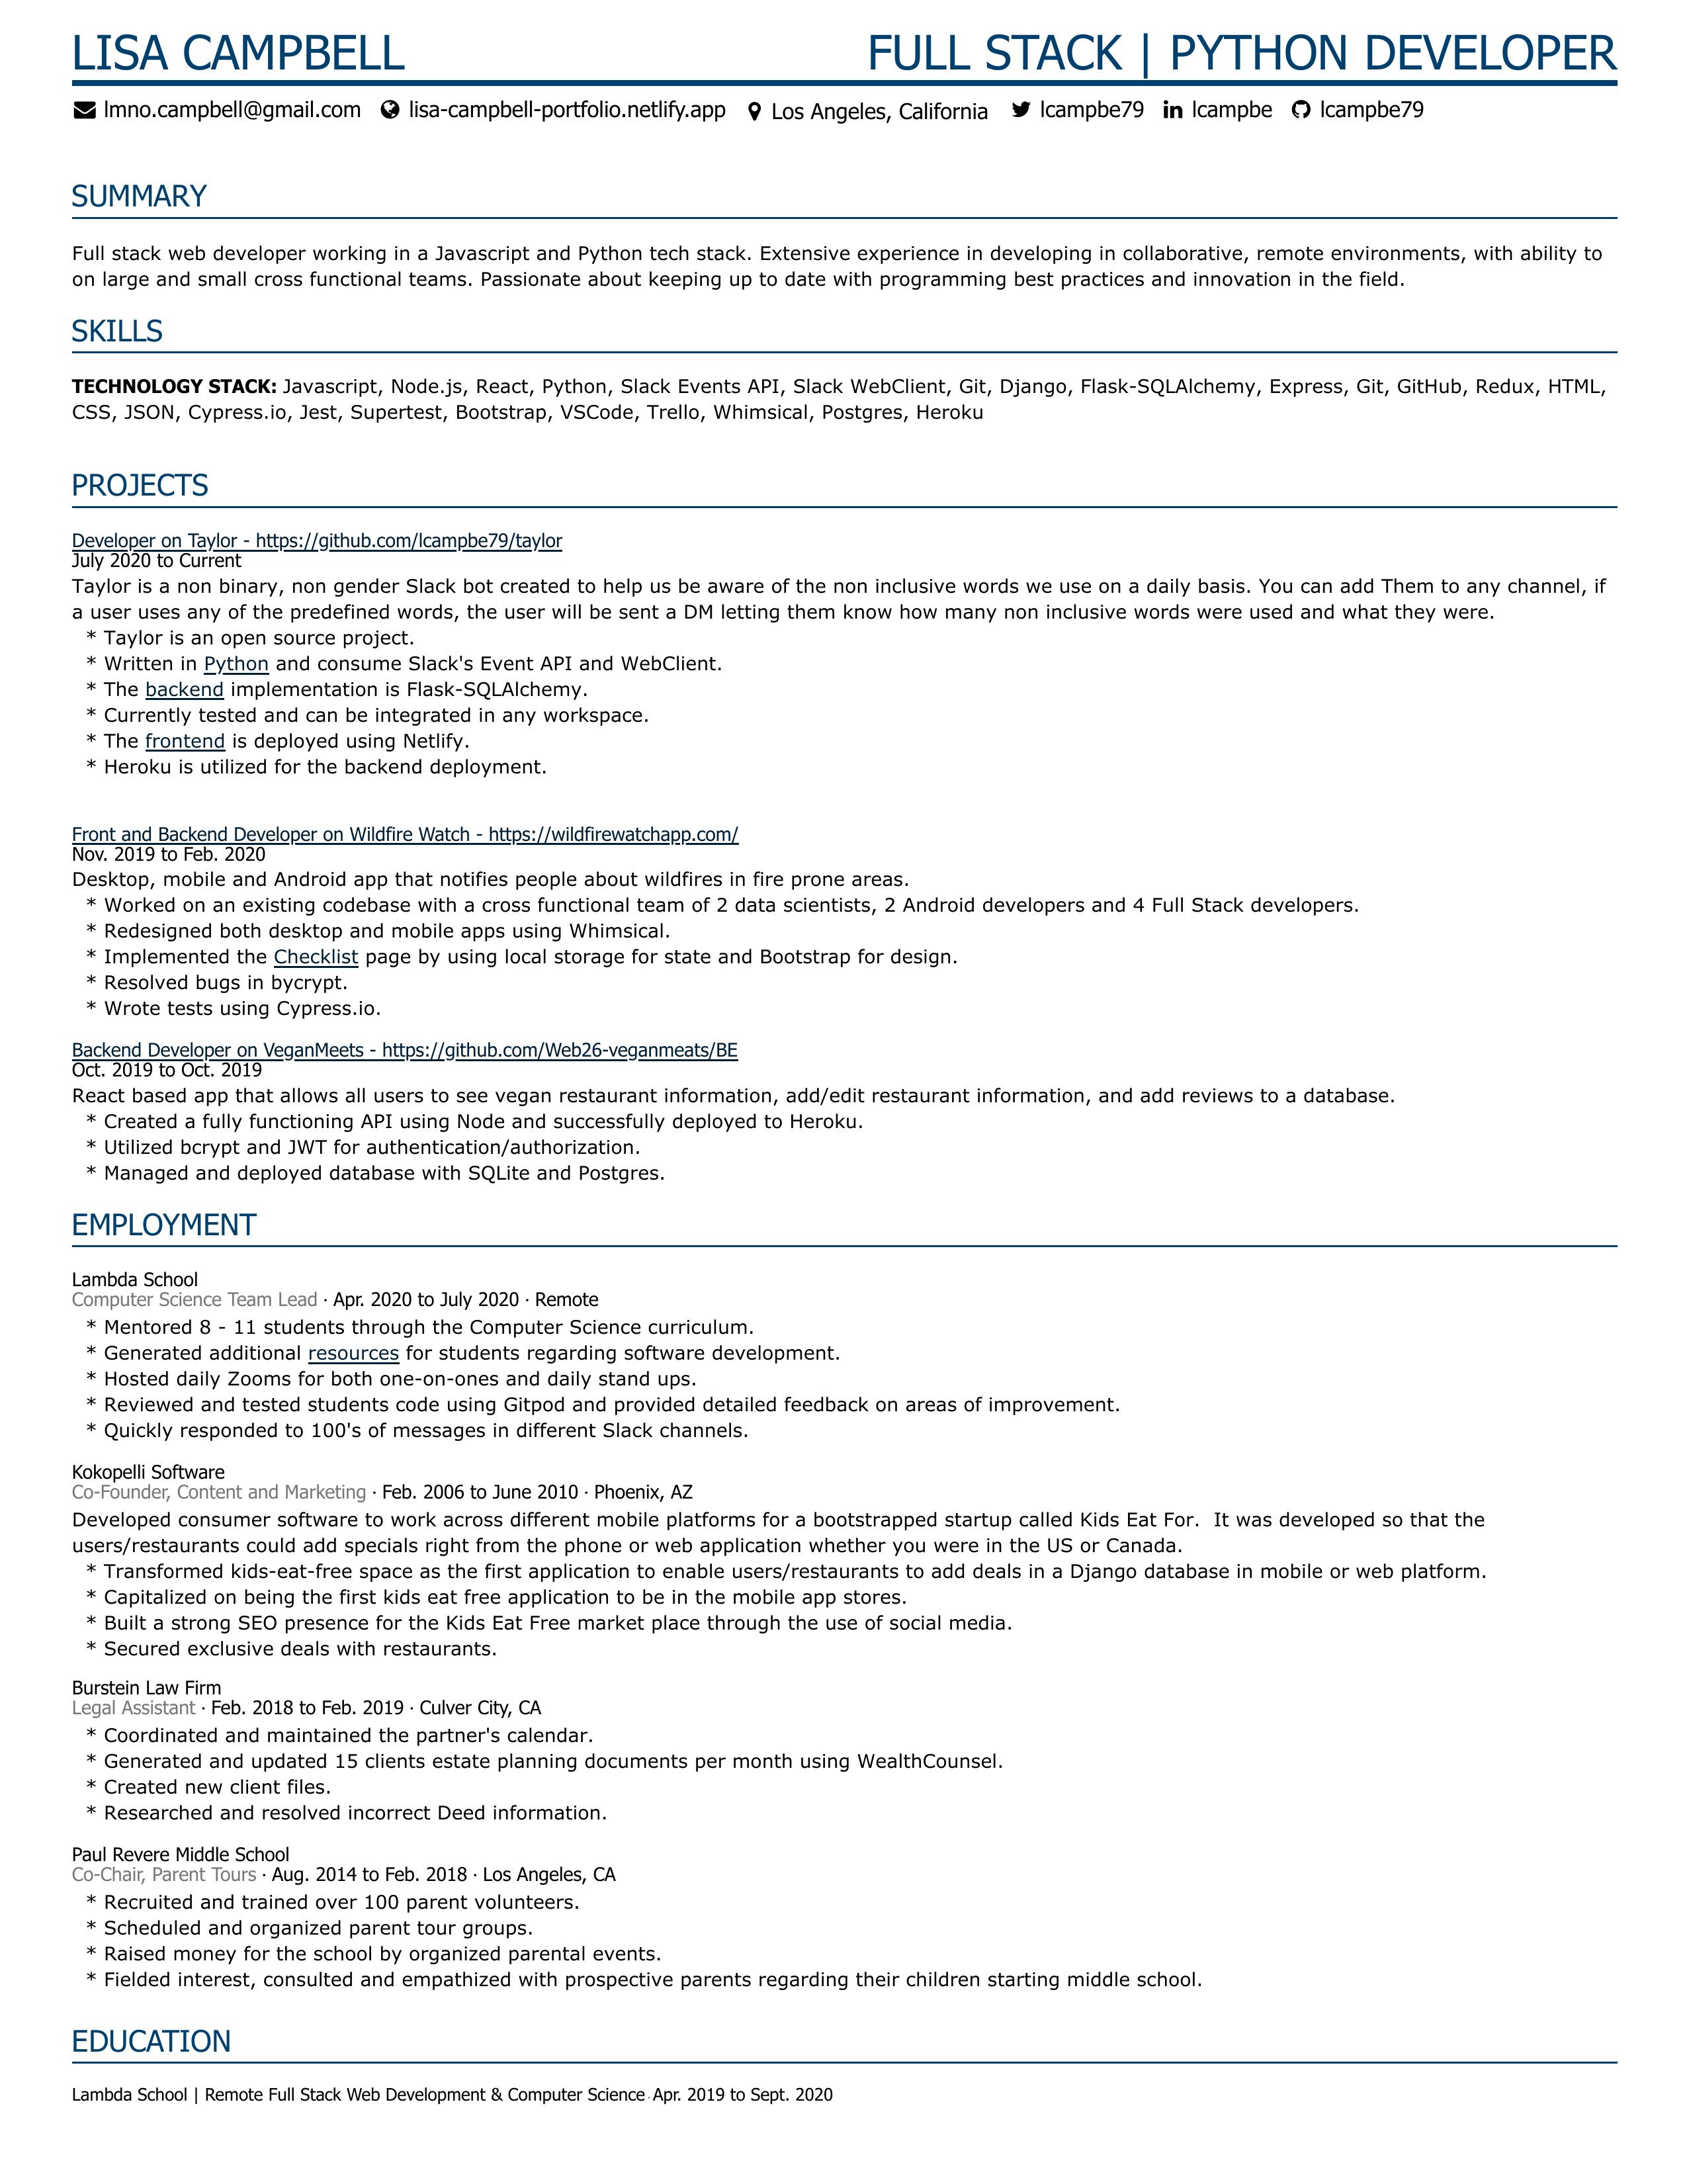 LISA CAMPBELL FULL STACK | PYTHON DEVELOPER
lmno.campbell@gmail.com lisa-campbell-portfolio.netlify.app Los Angeles, California lcampbe79 lcampbe lcampbe79
SUMMARY
Full stack web developer working in a Javascript and Python tech stack. Extensive experience in developing in collaborative, remote environments, with ability to
on large and small cross functional teams. Passionate about keeping up to date with programming best practices and innovation in the field.
SKILLS
TECHNOLOGY STACK: Javascript, Node.js, React, Python, Slack Events API, Slack WebClient, Git, Django, Flask-SQLAlchemy, Express, Git, GitHub, Redux, HTML,
CSS, JSON, Cypress.io, Jest, Supertest, Bootstrap, VSCode, Trello, Whimsical, Postgres, Heroku
PROJECTS
Developer on Taylor - https://github.com/lcampbe79/taylor
July 2020 to Current
Taylor is a non binary, non gender Slack bot created to help us be aware of the non inclusive words we use on a daily basis. You can add Them to any channel, if
a user uses any of the predefined words, the user will be sent a DM letting them know how many non inclusive words were used and what they were.
* Taylor is an open source project.
* Written in Python and consume Slack's Event API and WebClient.
* The backend implementation is Flask-SQLAlchemy.
* Currently tested and can be integrated in any workspace.
* The frontend is deployed using Netlify.
* Heroku is utilized for the backend deployment.
Front and Backend Developer on Wildfire Watch - https://wildfirewatchapp.com/
Nov. 2019 to Feb. 2020
Desktop, mobile and Android app that notifies people about wildfires in fire prone areas.
* Worked on an existing codebase with a cross functional team of 2 data scientists, 2 Android developers and 4 Full Stack developers.
* Redesigned both desktop and mobile apps using Whimsical.
* Implemented the Checklist page by using local storage for state and Bootstrap for design.
* Resolved bugs in bycrypt.
* Wrote tests using Cypress.io.
Backend Developer on VeganMeets - https://github.com/Web26-veganmeats/BE
Oct. 2019 to Oct. 2019
React based app that allows all users to see vegan restaurant information, add/edit restaurant information, and add reviews to a database.
* Created a fully functioning API using Node and successfully deployed to Heroku.
* Utilized bcrypt and JWT for authentication/authorization.
* Managed and deployed database with SQLite and Postgres.
EMPLOYMENT
Lambda School
Computer Science Team Lead · Apr. 2020 to July 2020 · Remote
* Mentored 8 - 11 students through the Computer Science curriculum.
* Generated additional resources for students regarding software development.
* Hosted daily Zooms for both one-on-ones and daily stand ups.
* Reviewed and tested students code using Gitpod and provided detailed feedback on areas of improvement.
* Quickly responded to 100's of messages in different Slack channels.
Kokopelli Software
Co-Founder, Content and Marketing · Feb. 2006 to June 2010 · Phoenix, AZ
Developed consumer software to work across different mobile platforms for a bootstrapped startup called Kids Eat For.  It was developed so that the
users/restaurants could add specials right from the phone or web application whether you were in the US or Canada.
* Transformed kids-eat-free space as the first application to enable users/restaurants to add deals in a Django database in mobile or web platform.
* Capitalized on being the first kids eat free application to be in the mobile app stores.
* Built a strong SEO presence for the Kids Eat Free market place through the use of social media.
* Secured exclusive deals with restaurants.
Burstein Law Firm
Legal Assistant · Feb. 2018 to Feb. 2019 · Culver City, CA
* Coordinated and maintained the partner's calendar.
* Generated and updated 15 clients estate planning documents per month using WealthCounsel.
* Created new client files.
* Researched and resolved incorrect Deed information.
Paul Revere Middle School
Co-Chair, Parent Tours · Aug. 2014 to Feb. 2018 · Los Angeles, CA
* Recruited and trained over 100 parent volunteers.
* Scheduled and organized parent tour groups.
* Raised money for the school by organized parental events.
* Fielded interest, consulted and empathized with prospective parents regarding their children starting middle school.
EDUCATION
Lambda School | Remote Full Stack Web Development & Computer Science · Apr. 2019 to Sept. 2020